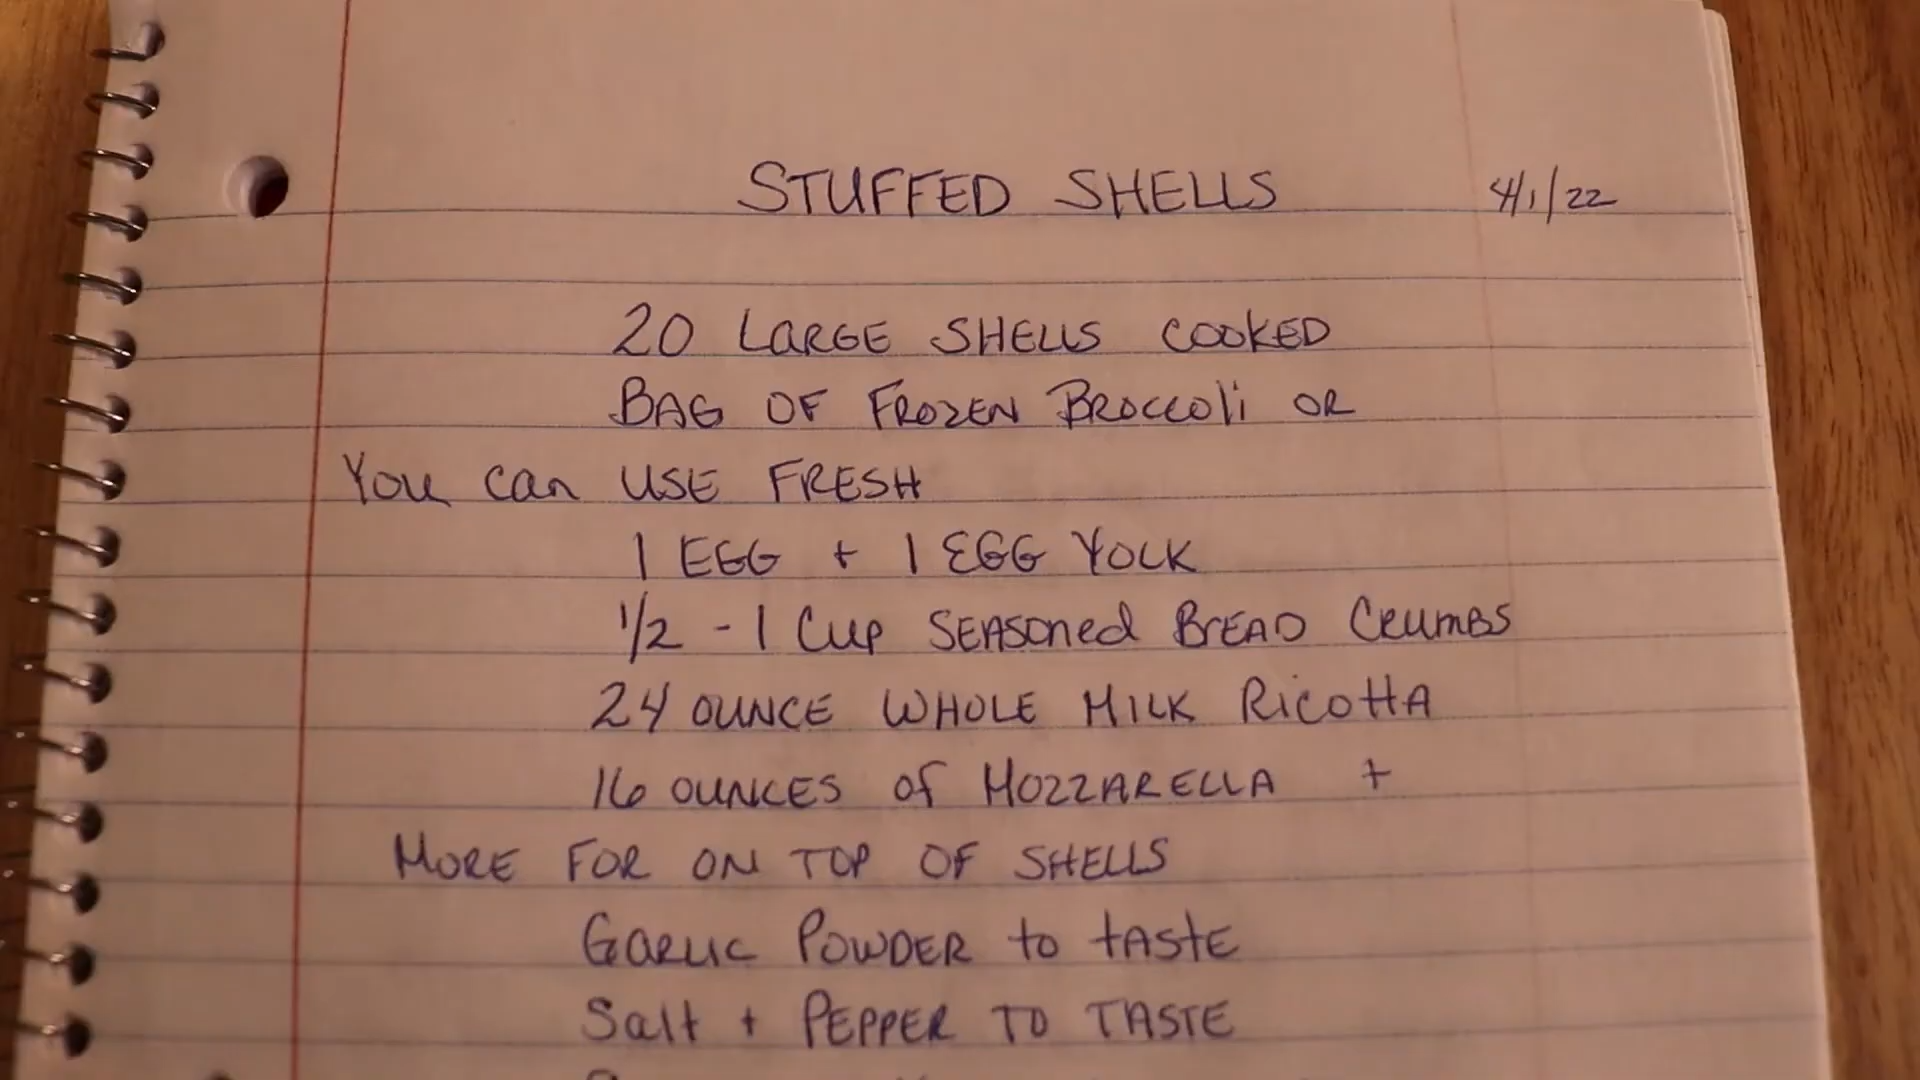 STUFFED SHELLS 4/1/22
20 LARGE SHELLS COOKED
BAG OF FROZEN BROCCOLI OR
You can USE FRESH
1 EGG + 1 EGG YOLK
1/2 - 1 Cup SEASONed BREAD CRUMBS
24 OUNCE WHOLE MILK RICOTTA
16 OUNCES of MOZZARELLA +
MORE FOR ON TOP OF SHELLS
GARLIC POWDER to tASTE
Salt + PEPPER TO TASTE